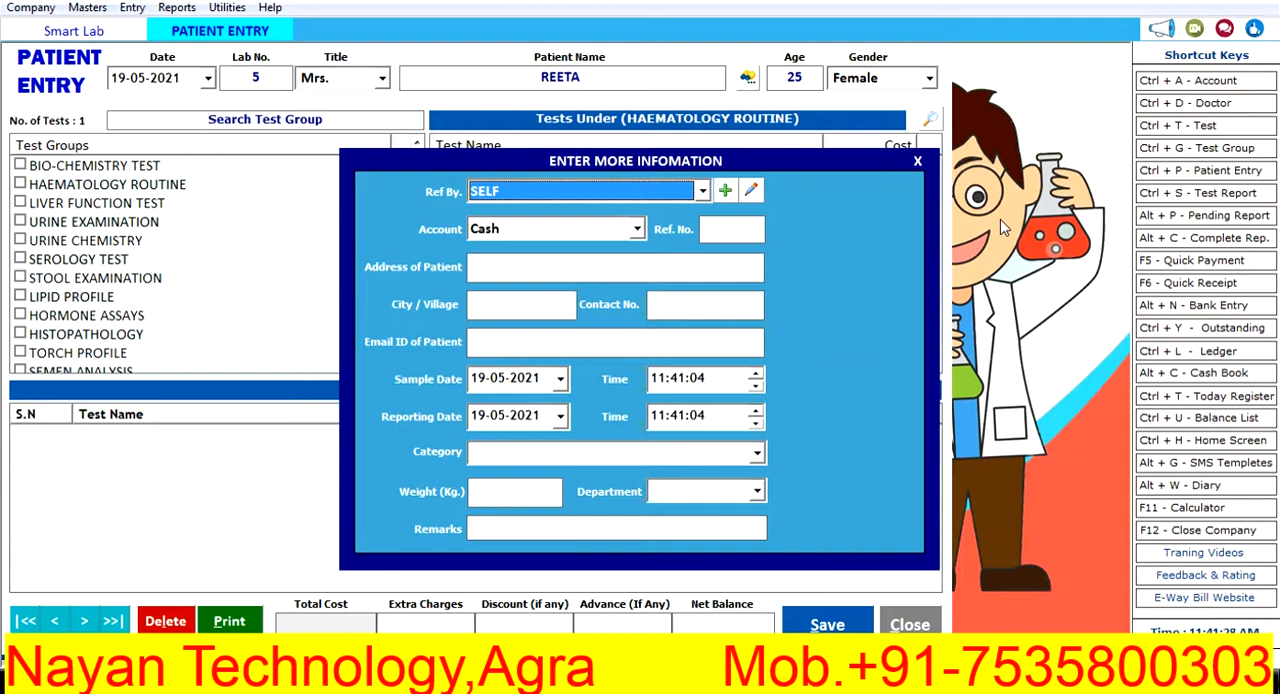 Company Masters Entry Reports Utilities Help
Smart Lab PATIENT ENTRY
PATIENT ENTRY
Date Lab No. Title Patient Name Age Gender
19-05-2021 5 Mrs. REETA 25 Female
No. of Tests : 1 Search Test Group Tests Under (HAEMATOLOGY ROUTINE)
Test Groups Test Name Cost
BIO-CHEMISTRY TEST
HAEMATOLOGY ROUTINE
LIVER FUNCTION TEST
URINE EXAMINATION
URINE CHEMISTRY
SEROLOGY TEST
STOOL EXAMINATION
LIPID PROFILE
HORMONE ASSAYS
HISTOPATHOLOGY
TORCH PROFILE
SEMEN ANALYSIS
S.N Test Name
ENTER MORE INFOMATION X
Ref By. SELF
Account Cash Ref. No.
Address of Patient
City / Village Contact No.
Email ID of Patient
Sample Date 19-05-2021 Time 11:41:04
Reporting Date 19-05-2021 Time 11:41:04
Category
Weight (Kg.) Department
Remarks
Total Cost Extra Charges Discount (if any) Advance (If Any) Net Balance
|<< < > >>| Delete Print Save Close
Shortcut Keys
Ctrl + A - Account
Ctrl + D - Doctor
Ctrl + T - Test
Ctrl + G - Test Group
Ctrl + P - Patient Entry
Ctrl + S - Test Report
Alt + P - Pending Report
Alt + C - Complete Rep.
F5 - Quick Payment
F6 - Quick Receipt
Alt + N - Bank Entry
Ctrl + Y - Outstanding
Ctrl + L - Ledger
Alt + C - Cash Book
Ctrl + T - Today Register
Ctrl + U - Balance List
Ctrl + H - Home Screen
Alt + G - SMS Templetes
Alt + W - Diary
F11 - Calculator
F12 - Close Company
Traning Videos
Feedback & Rating
E-Way Bill Website
Time : 11:41:28 AM
Nayan Technology,Agra Mob.+91-7535800303